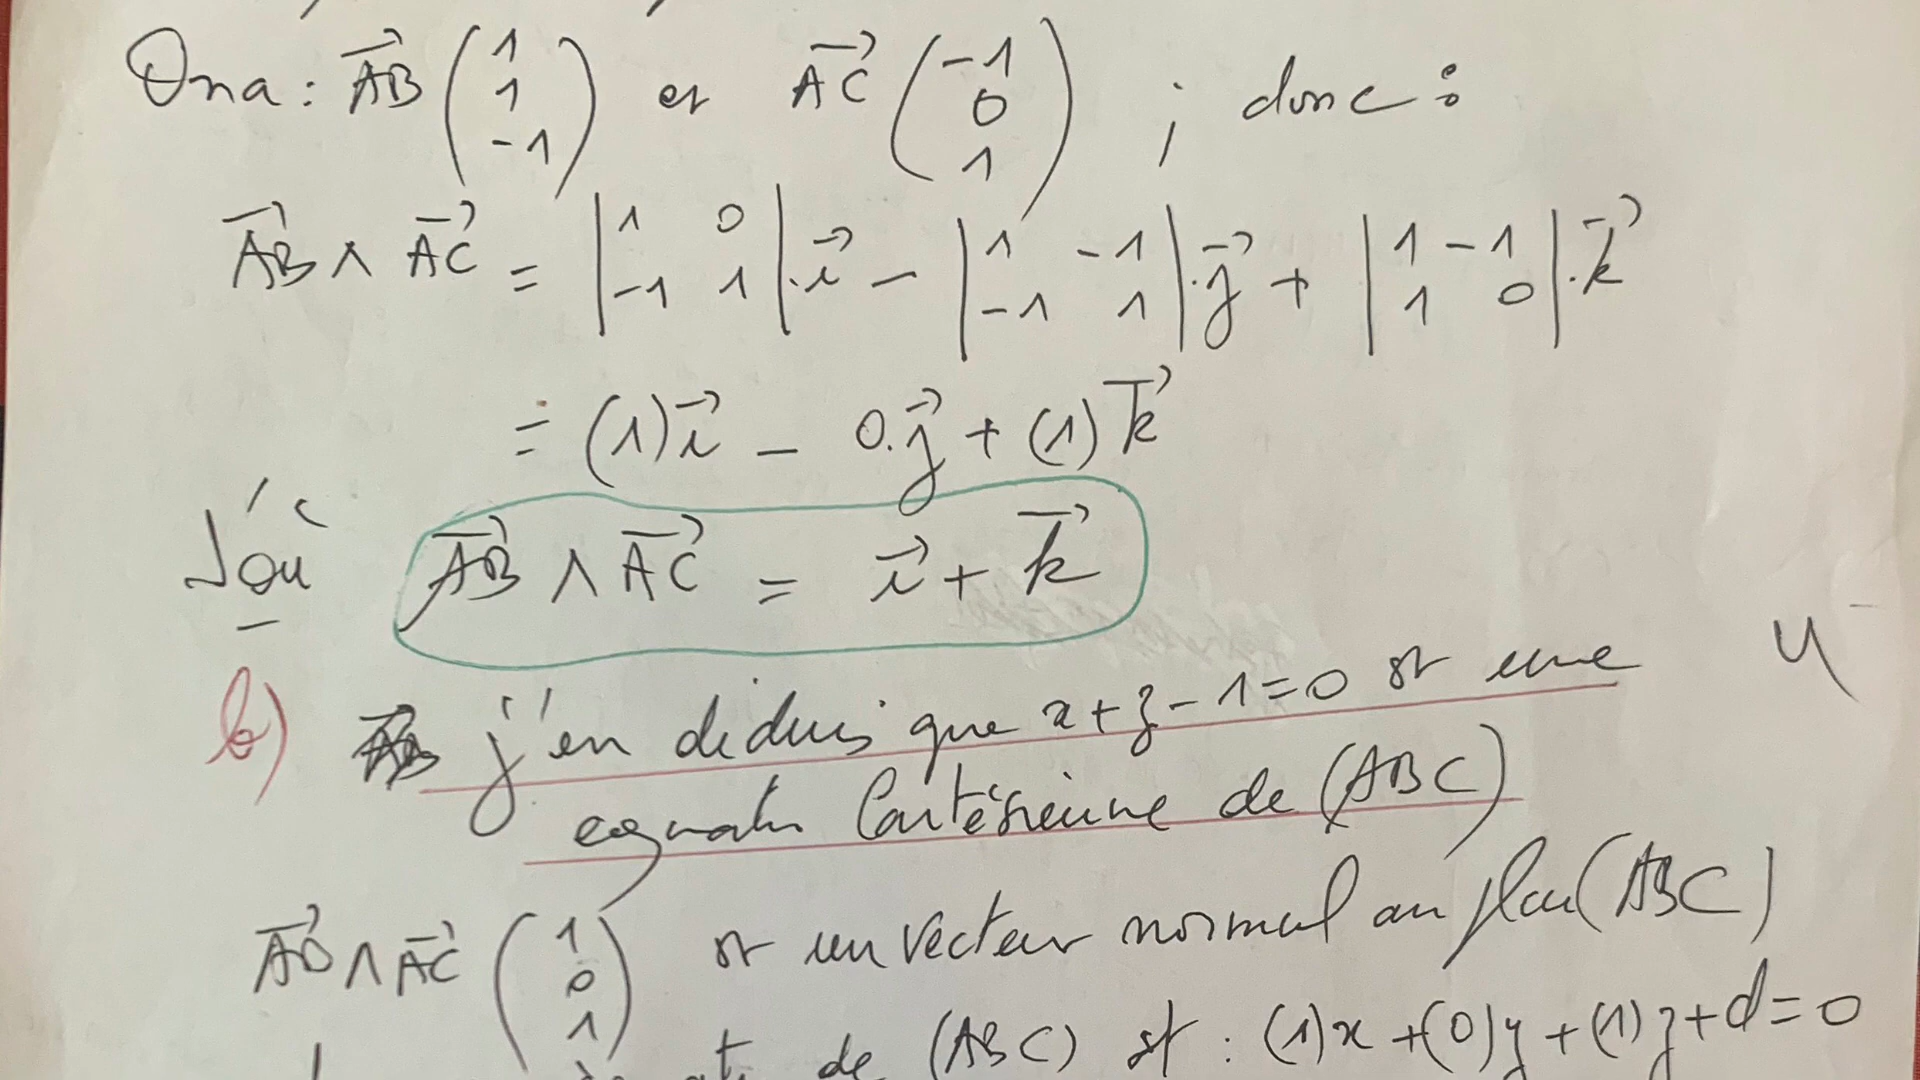 On a : AB→ (1 1 -1) et AC→ (-1 0 1) ; donc :
AB→ ∧ AC→ = |1 0 -1 1|.i→ - |1 -1 -1 1|.j→ + |1 -1 1 0|.k→
= (1)i→ - 0.j→ + (1)k→
d'où AB→ ∧ AC→ = i→ + k→
b) j'en déduis que x+z-1=0 est une
equation Cartésienne de (ABC)
AB→ ∧ AC→ (1 0 1) est un vecteur normal au plan (ABC)
de (ABC) est : (1)x +(0)y +(1)z+d=0